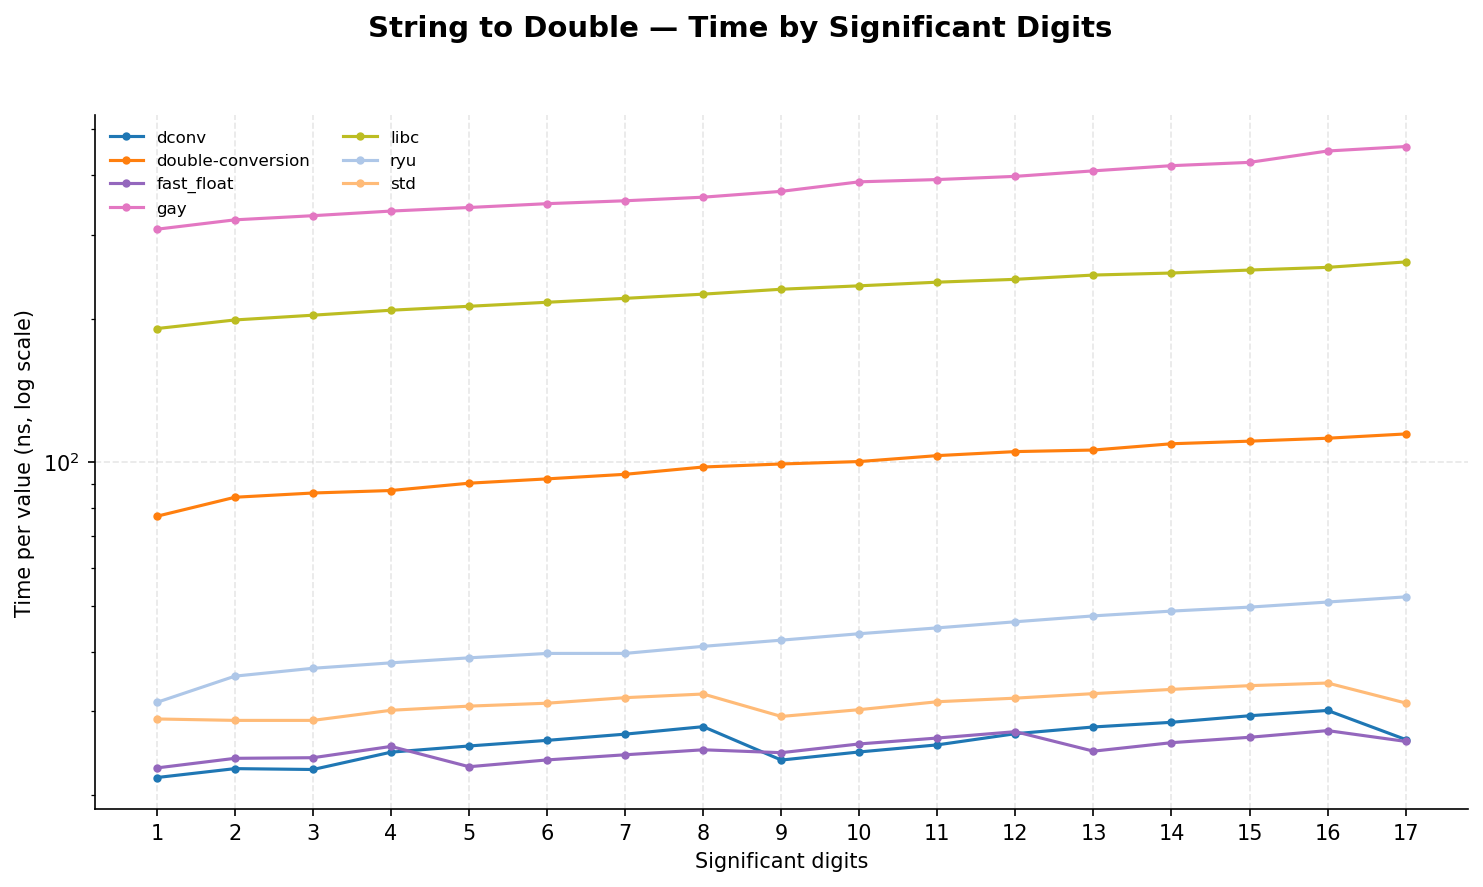 String to Double — Time by Significant Digits
dconv
double-conversion
fast_float
gay
libc
ryu
std
Time per value (ns, log scale)
10²
1 2 3 4 5 6 7 8 9 10 11 12 13 14 15 16 17
Significant digits